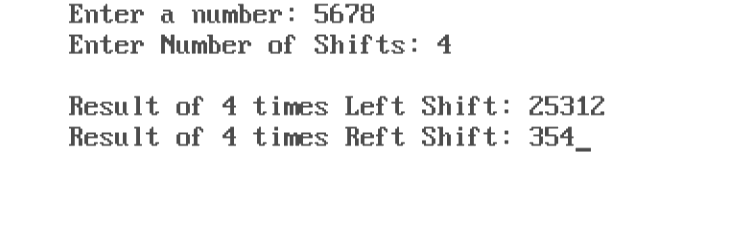 Enter a number: 5678
Enter Number of Shifts: 4
Result of 4 times Left Shift: 25312
Result of 4 times Reft Shift: 354_